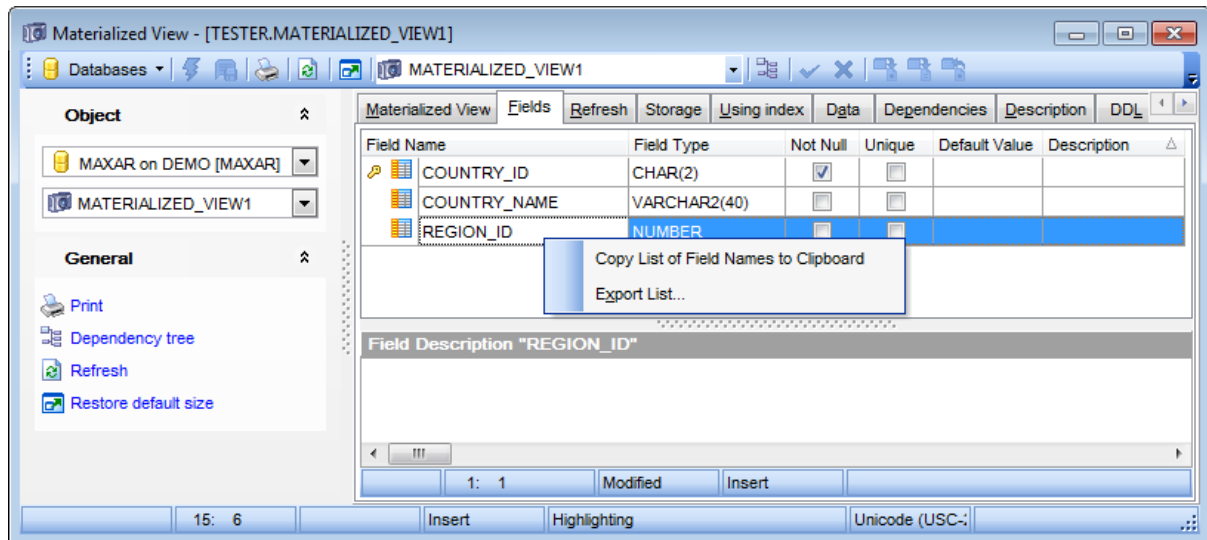 Materialized View - [TESTER.MATERIALIZED_VIEW1]
Databases MATERIALIZED_VIEW1
Object
MAXAR on DEMO [MAXAR]
MATERIALIZED_VIEW1
General
Print
Dependency tree
Refresh
Restore default size
Materialized View Fields Refresh Storage Using index Data Dependencies Description DDL
Field Name Field Type Not Null Unique Default Value Description
COUNTRY_ID CHAR(2)
COUNTRY_NAME VARCHAR2(40)
REGION_ID NUMBER
Copy List of Field Names to Clipboard
Export List...
Field Description "REGION_ID"
1: 1 Modified Insert
15: 6 Insert Highlighting Unicode (USC-